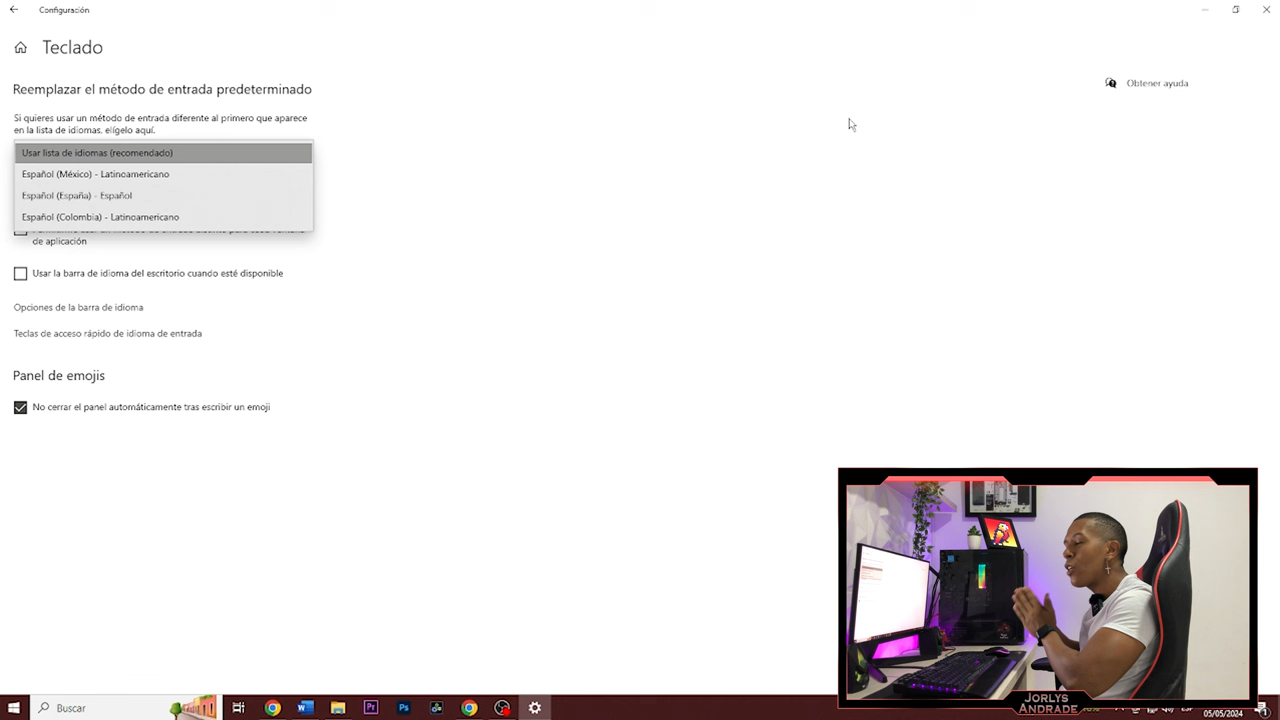 Configuración
Teclado
Reemplazar el método de entrada predeterminado
Obtener ayuda
Si quieres usar un método de entrada diferente al primero que aparece
en la lista de idiomas, elígelo aquí.
Usar lista de idiomas (recomendado)
Español (México) - Latinoamericano
Español (España) - Español
Español (Colombia) - Latinoamericano
de aplicación
Usar la barra de idioma del escritorio cuando esté disponible
Opciones de la barra de idioma
Teclas de acceso rápido de idioma de entrada
Panel de emojis
No cerrar el panel automáticamente tras escribir un emoji
JORLYS
ANDRADE
Buscar
W
Pr
Ps
05/05/2024